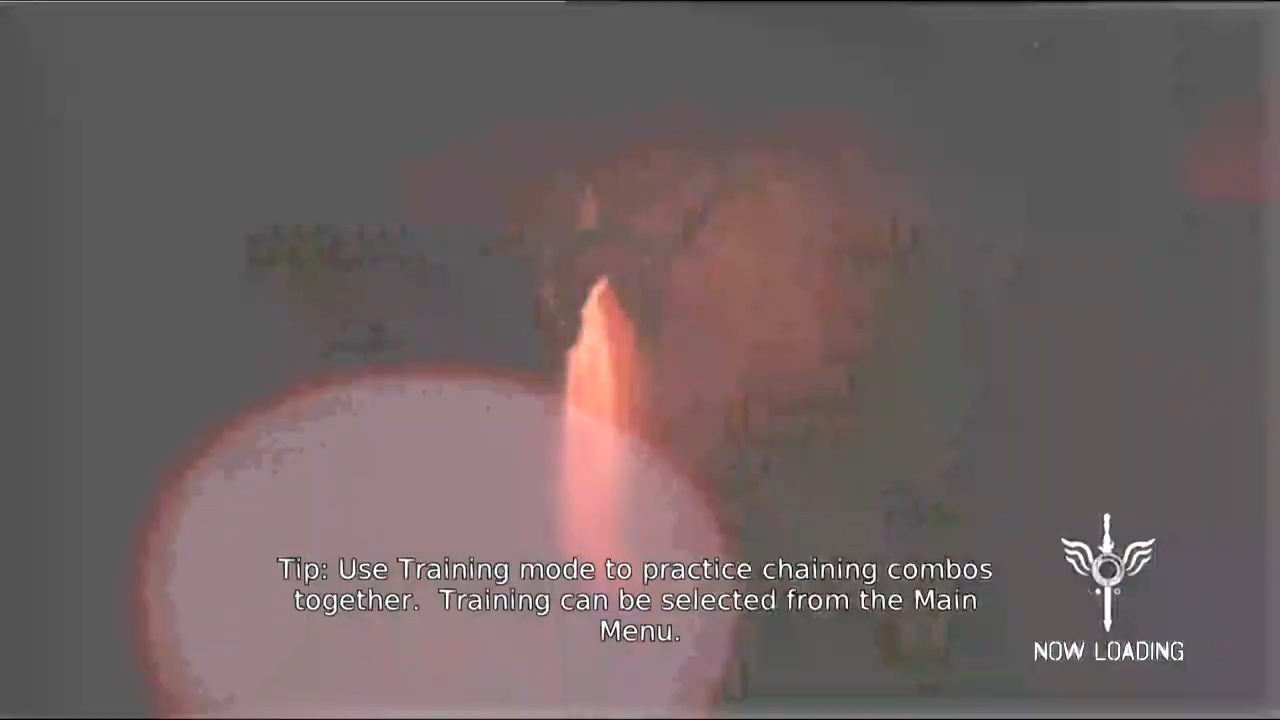 Tip: Use Training mode to practice chaining combos
together.  Training can be selected from the Main
Menu.
NOW LOADING